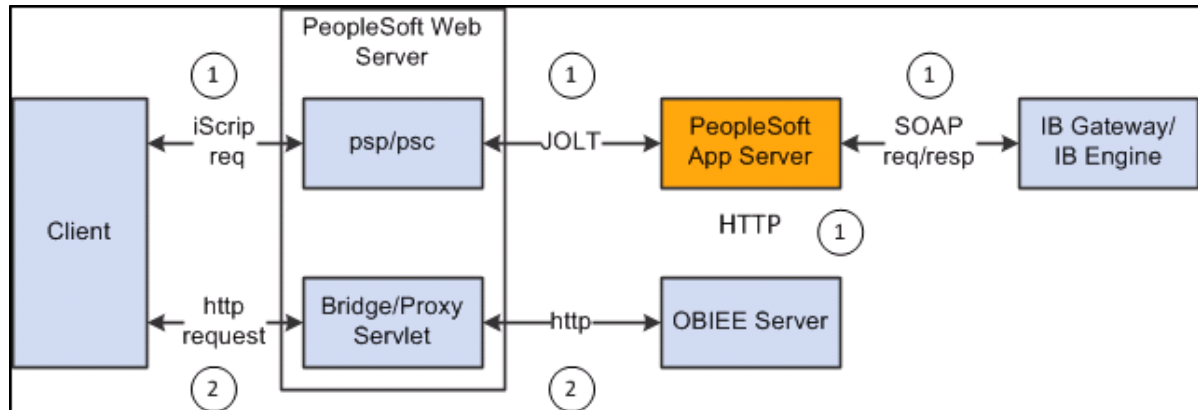 PeopleSoft Web
Server
1
1
1
iScrip
req
psp/psc
JOLT
PeopleSoft
App Server
SOAP
req/resp
IB Gateway/
IB Engine
Client
HTTP
1
http
request
Bridge/Proxy
Servlet
http
OBIEE Server
2
2